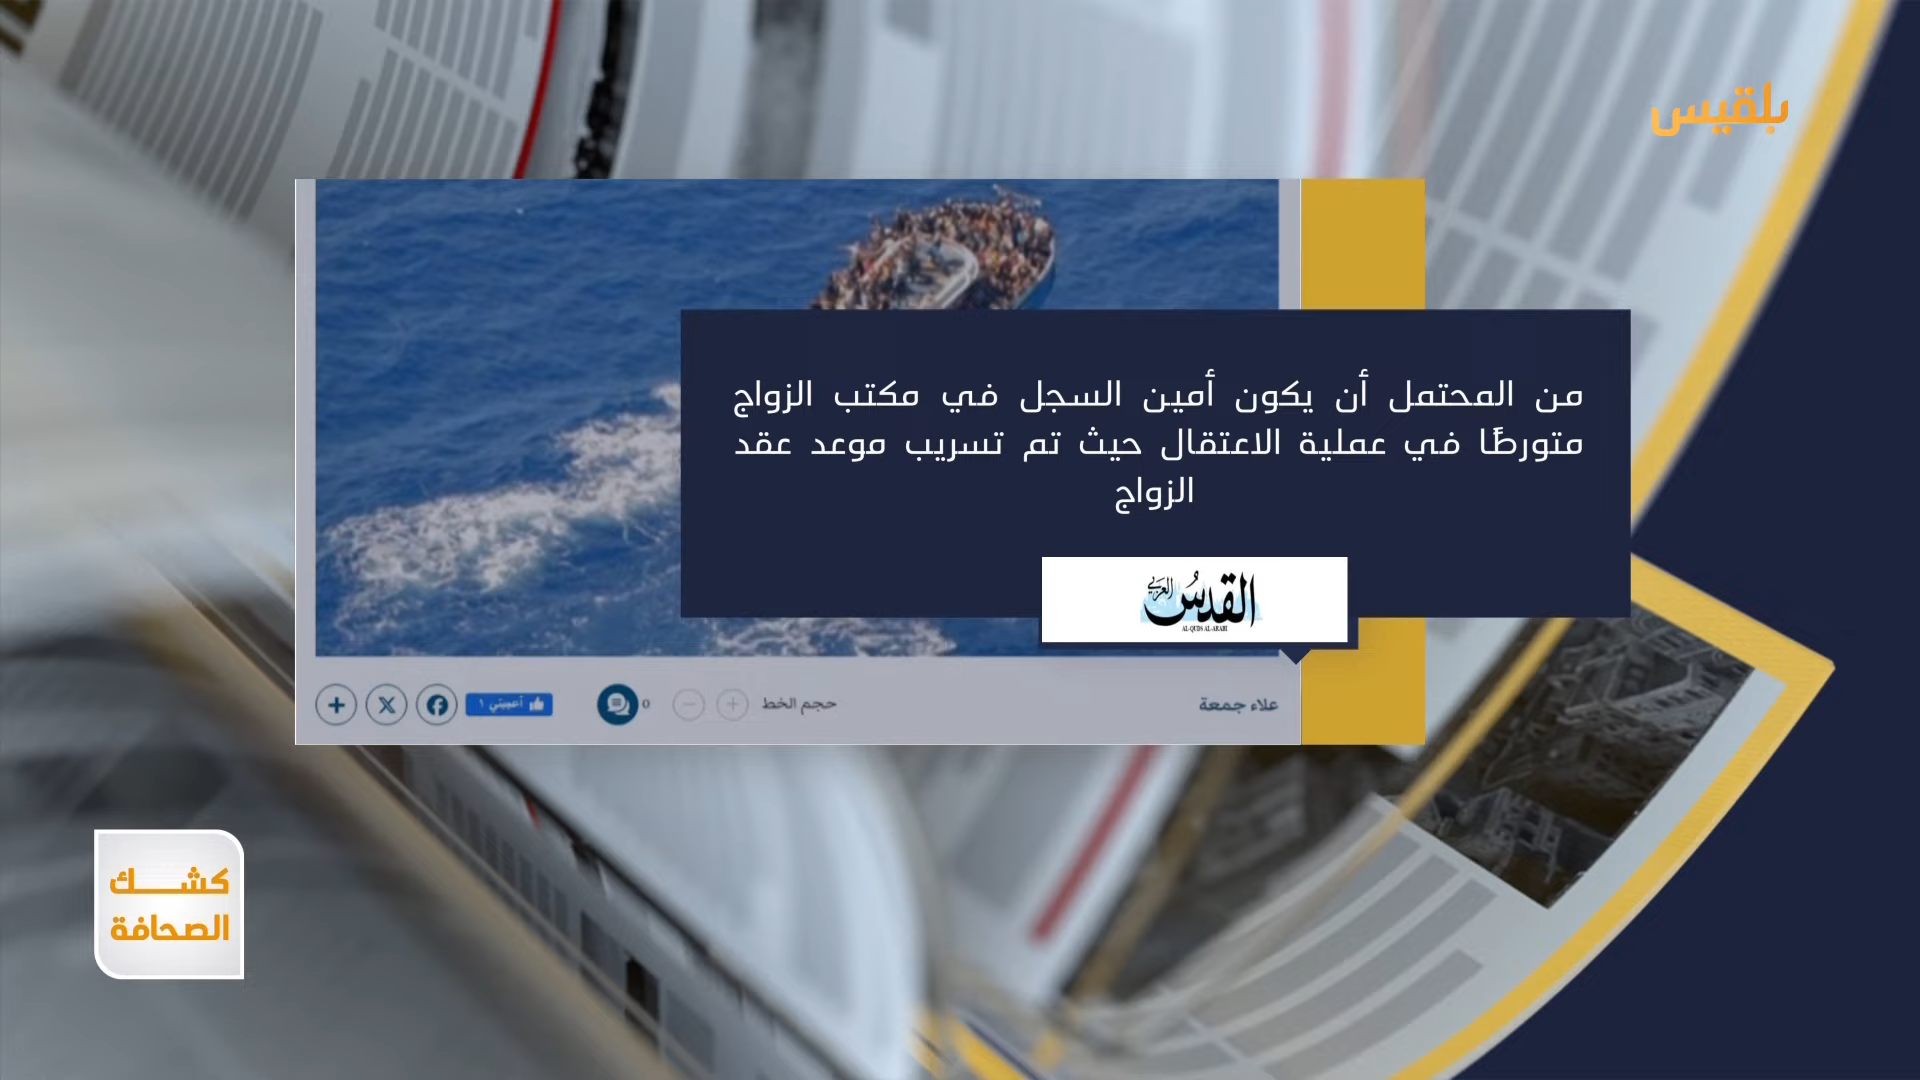 بلقيس
من المحتمل أن يكون أمين السجل في مكتب الزواج
متورطًا في عملية الاعتقال حيث تم تسريب موعد عقد
الزواج
القدس العربي
AL-QUDS AL-ARABI
علاء جمعة
حجم الخط
0
أعجبني ١
كشك
الصحافة